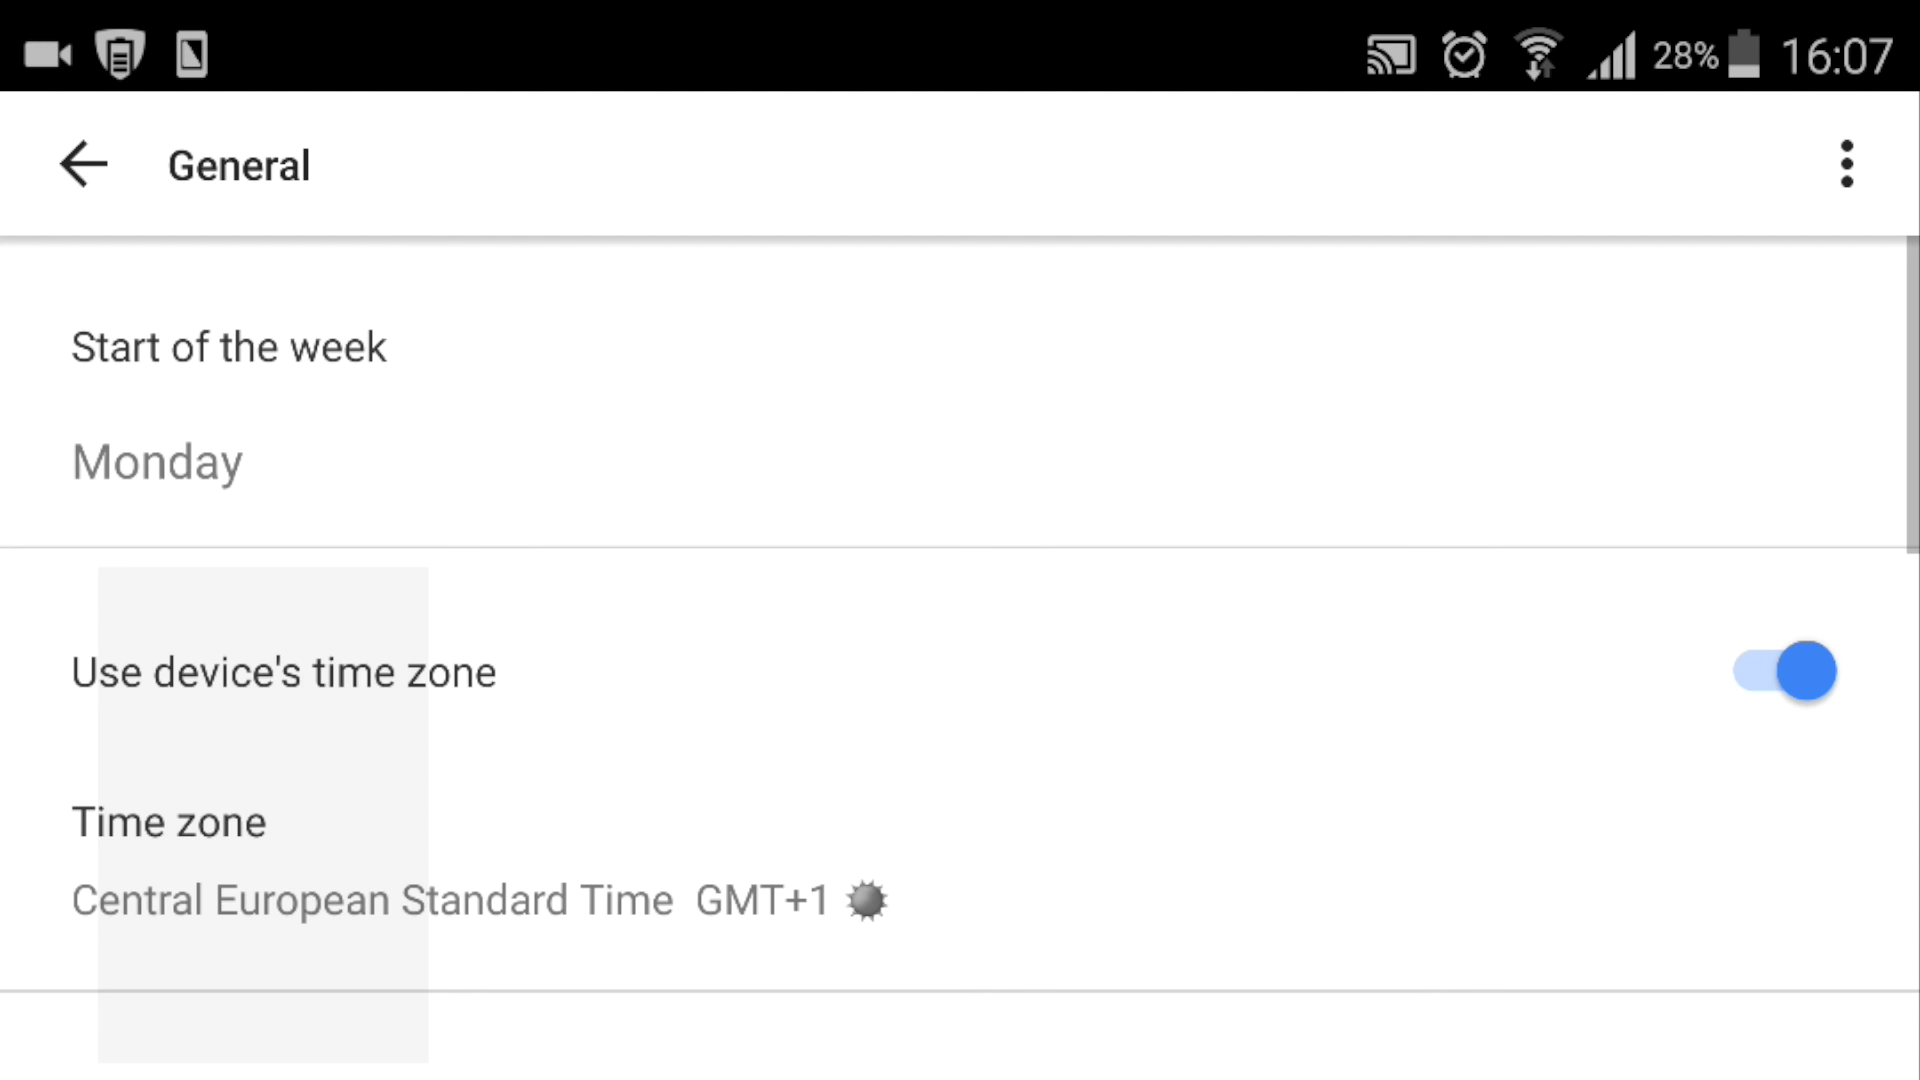 28% 16:07
General
Start of the week
Monday
Use device's time zone
Time zone
Central European Standard Time GMT+1